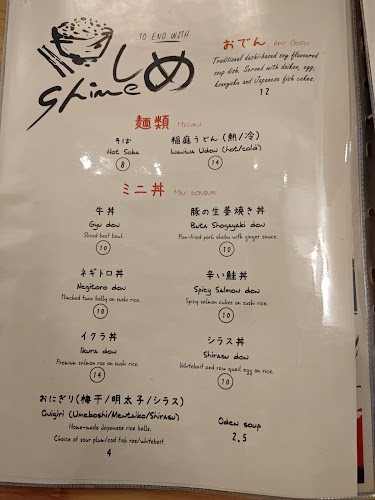 ..TO END WITH
しめ
Shime
おでん
Traditional dashi-based soy flavoured
soup dish. Served with daikon, egg,
konnyaku and Japanese fish cakes.
12
麺類
そば
Hot Soba
8
稲庭うどん (熱/冷)
Inaniwa Udon (hot/cold)
14
ミニ丼
牛丼
Gyu don
Sliced beef bowl.
10
豚の生姜焼き丼
Buta Shogayaki don
Pan-fried pork shabu with ginger sauce.
10
ネギトロ丼
Negitoro don
Minched tuna belly on sushi rice.
10
辛い鮭丼
Spicy Salmon don
Spicy salmon cubes on sushi rice.
10
イクラ丼
Ikura don
Premium salmon roe on sushi rice.
14
シラス丼
Shirasu don
Whitebait and raw quail egg on rice.
10
おにぎり(梅干/明太子/シラス)
Onigiri (Umeboshi/Mentaiko/Shirasu)
Home-made Japanese rice balls.
Choice of sour plum/cod fish roe/whitebait.
4
Oden soup
2.5